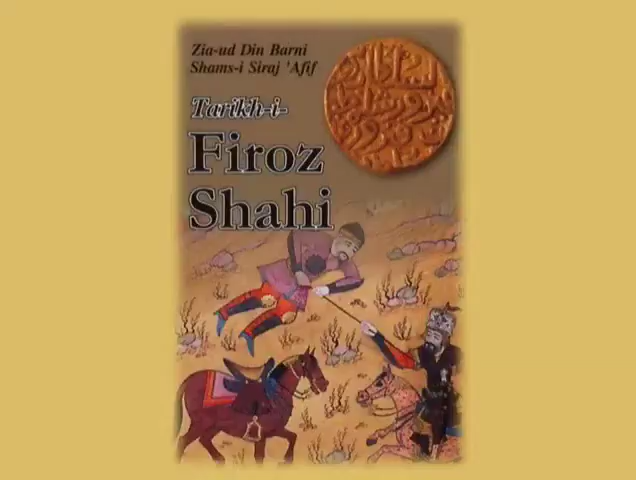 Zia-ud Din Barni
Shams-i Siraj 'Afif
Tarikh-i-
Firoz
Shahi